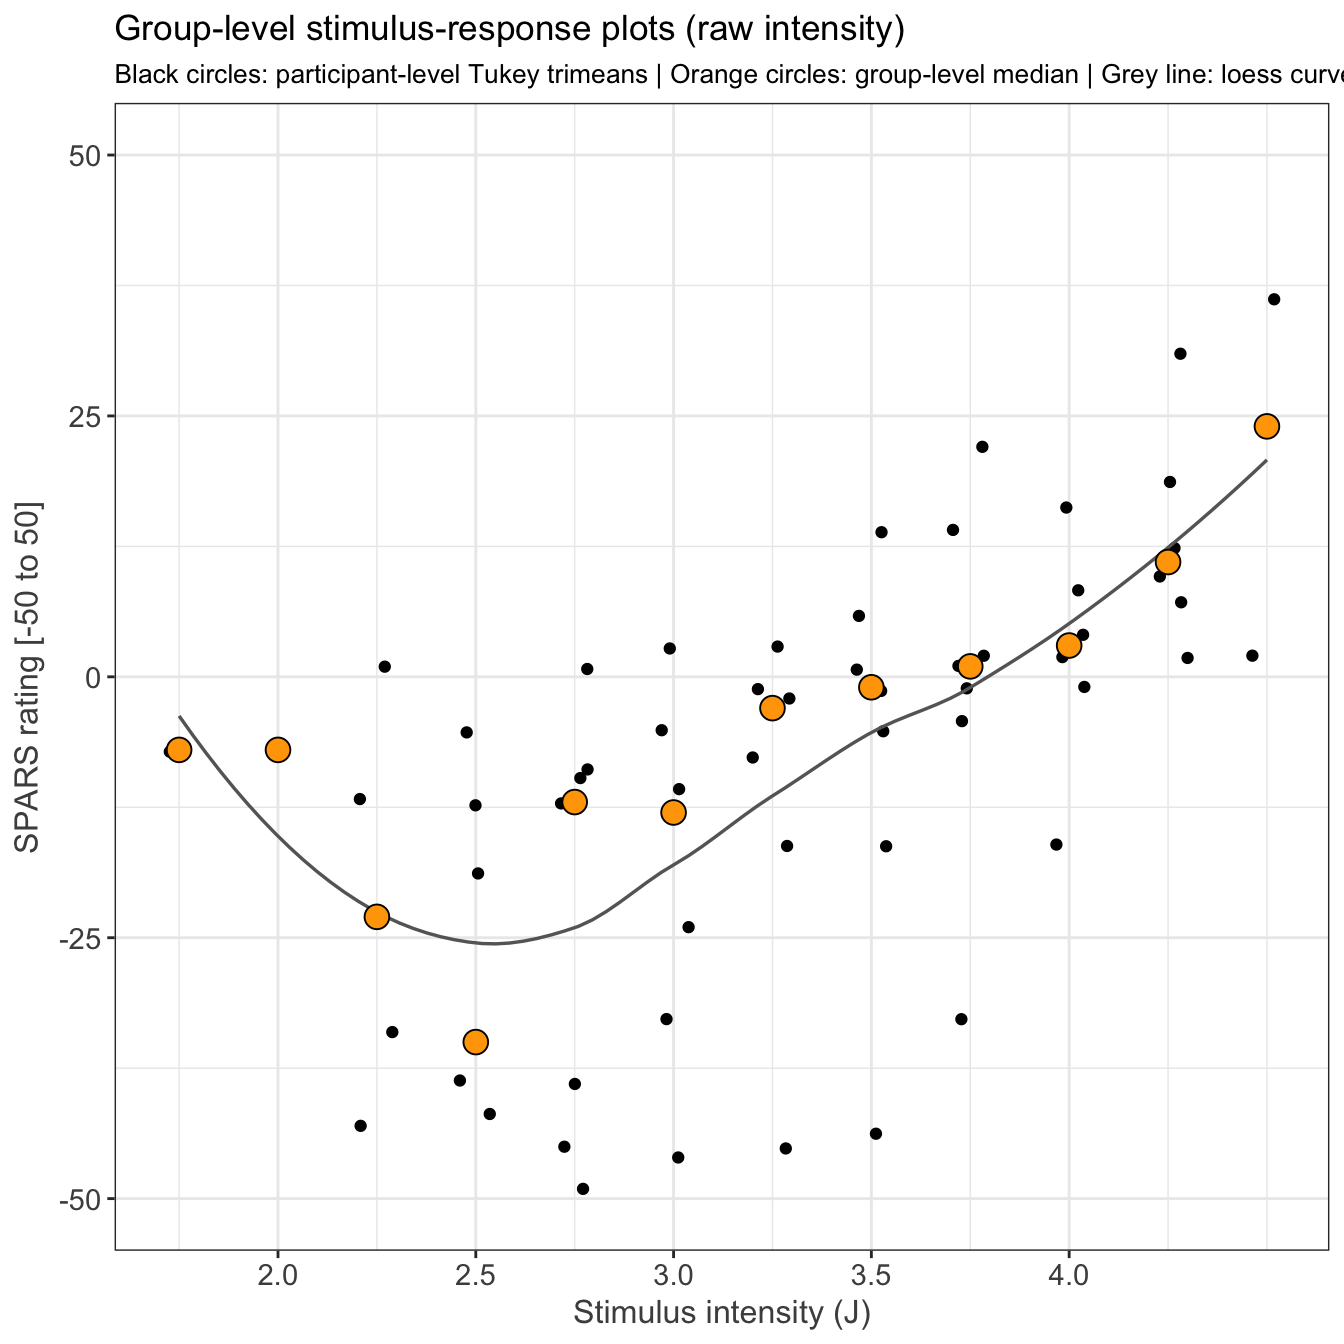 Group-level stimulus-response plots (raw intensity)
Black circles: participant-level Tukey trimeans | Orange circles: group-level median | Grey line: loess curve
50
25
0
-25
-50
SPARS rating [-50 to 50]
2.0
2.5
3.0
3.5
4.0
Stimulus intensity (J)